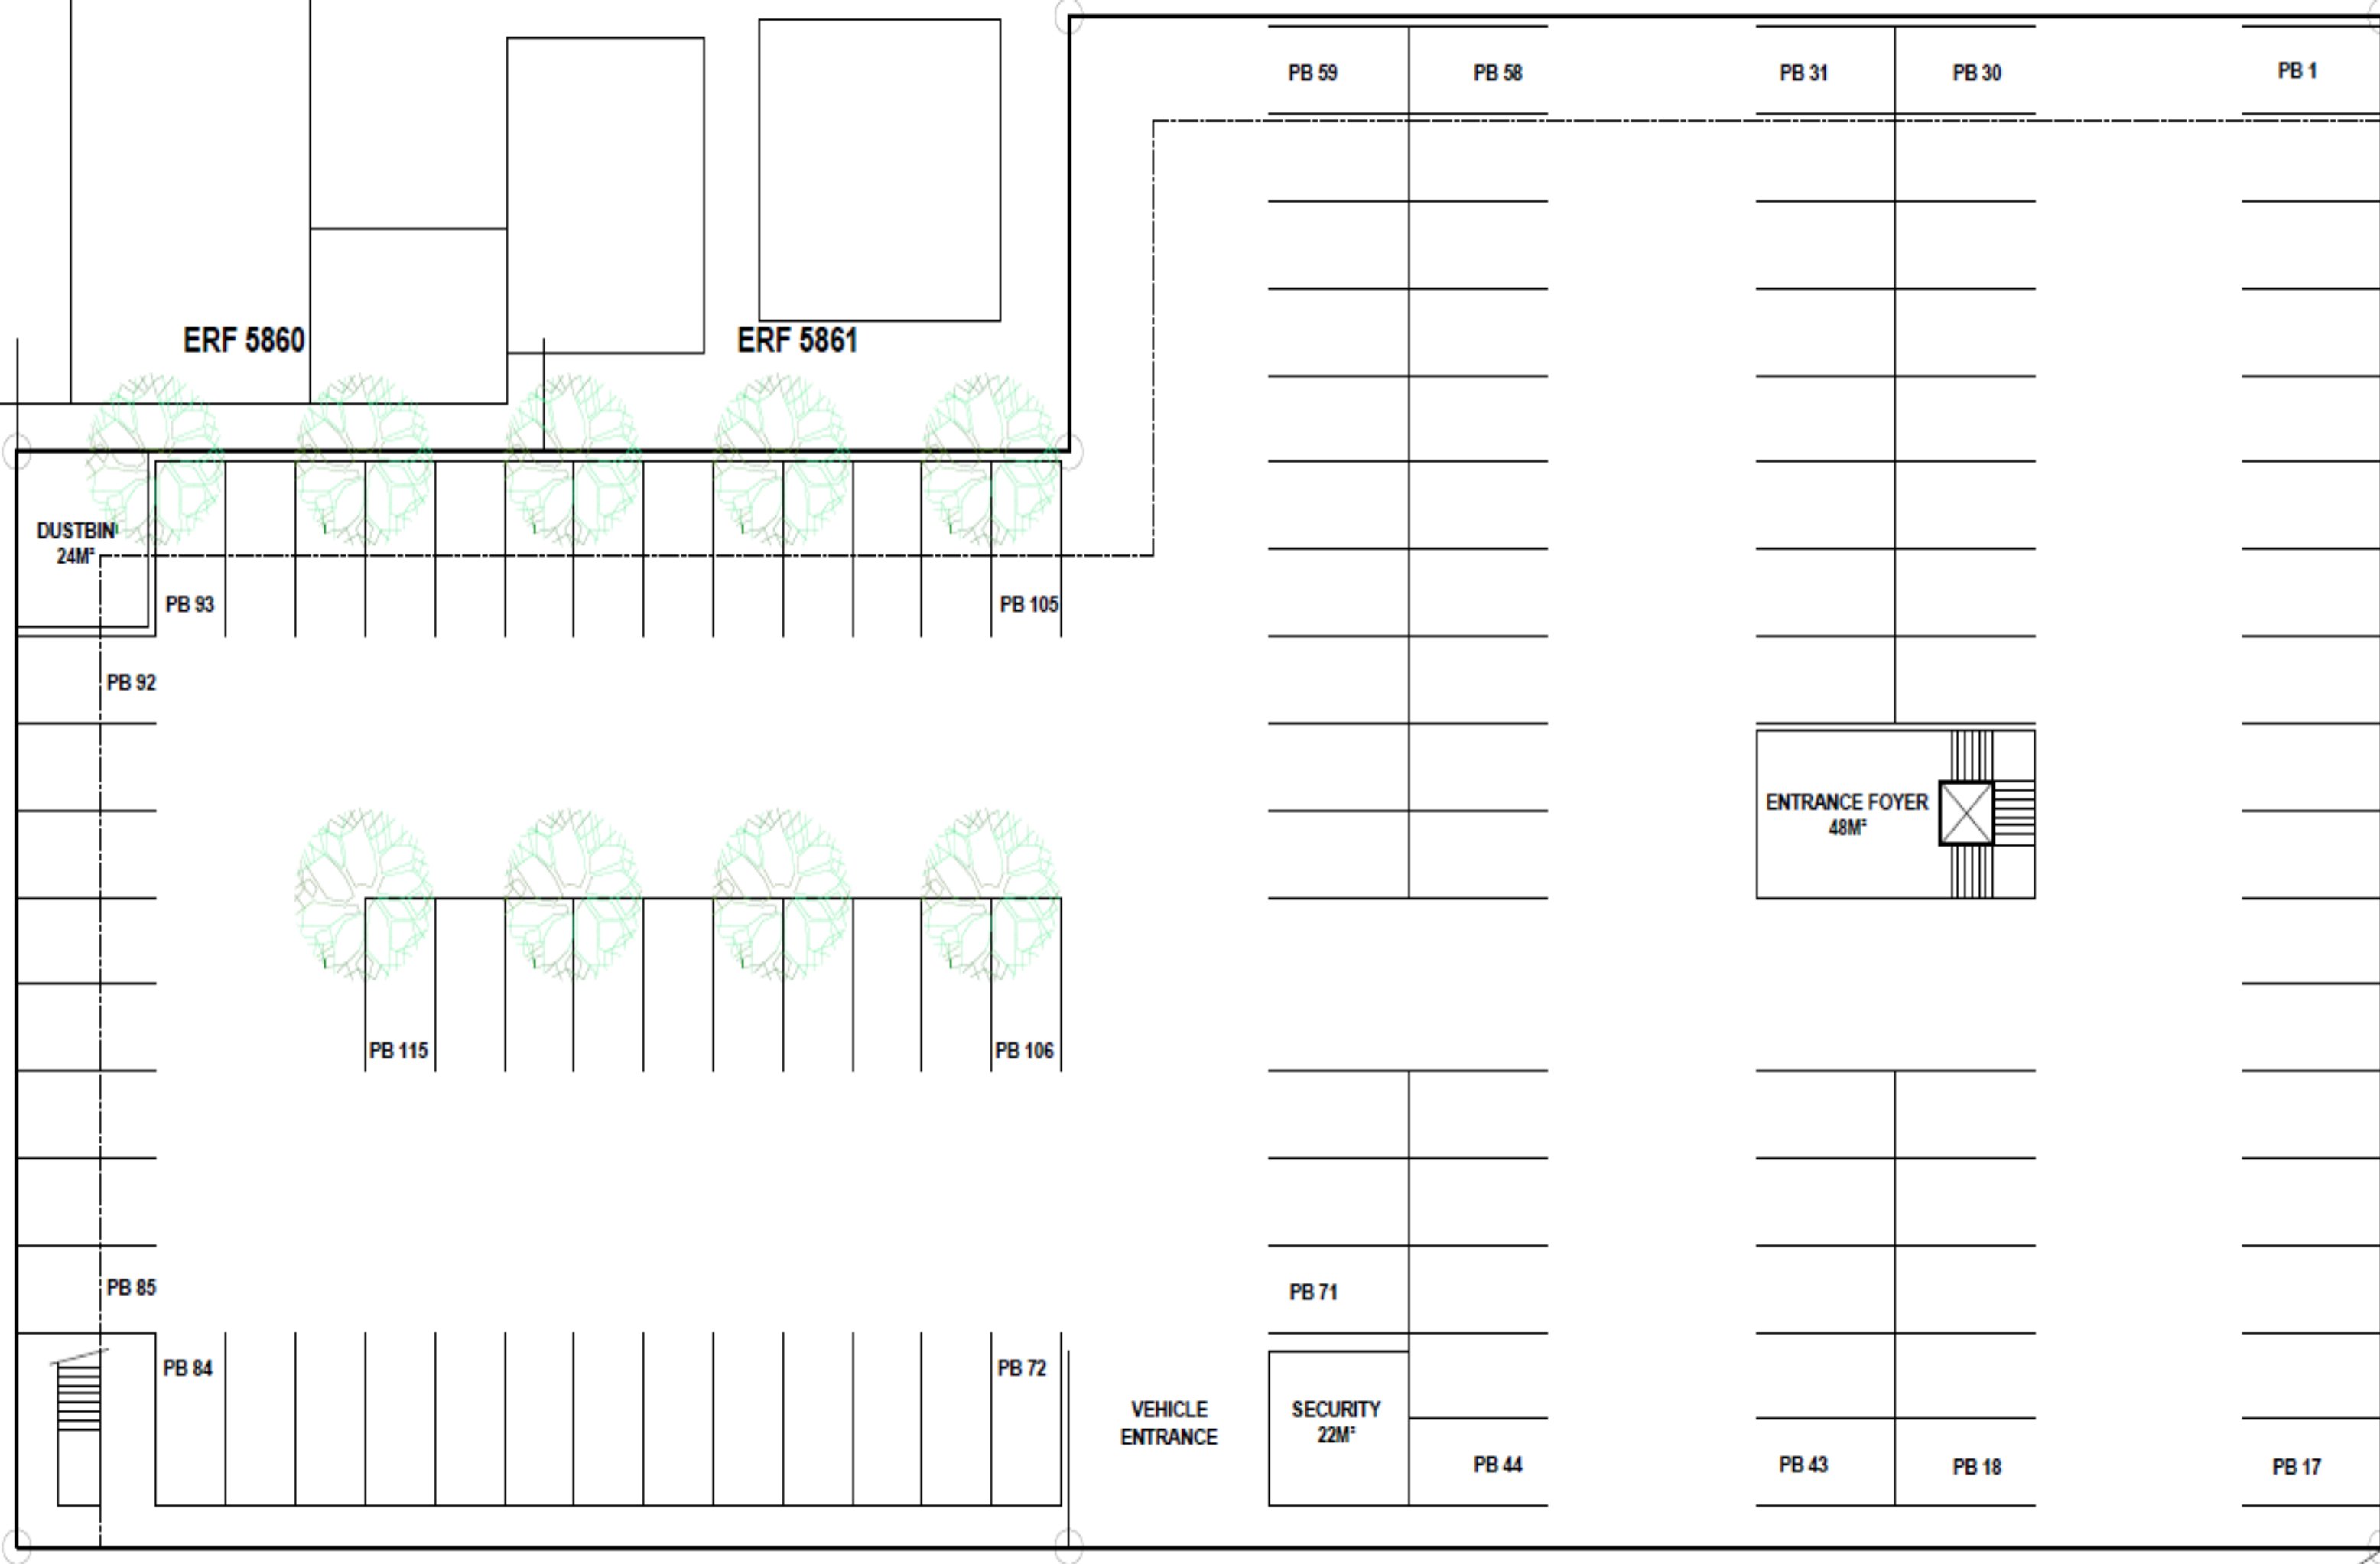 PB 59
PB 58
PB 31
PB 30
PB 1
ERF 5860
ERF 5861
DUSTBIN
24M²
PB 93
PB 105
PB 92
ENTRANCE FOYER
48M²
PB 115
PB 106
PB 85
PB 71
PB 84
PB 72
VEHICLE
ENTRANCE
SECURITY
22M²
PB 44
PB 43
PB 18
PB 17